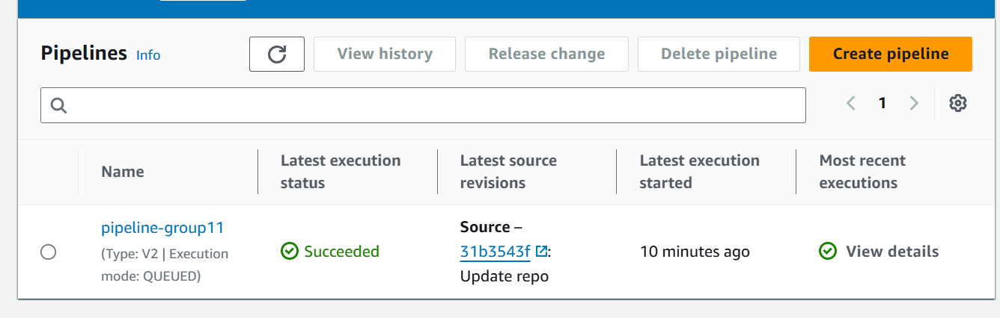 Pipelines Info
View history
Release change
Delete pipeline
Create pipeline
1
Name
Latest execution
status
Latest source
revisions
Latest execution
started
Most recent
executions
pipeline-group11
(Type: V2 | Execution
mode: QUEUED)
Succeeded
Source –
31b3543f :
Update repo
10 minutes ago
View details